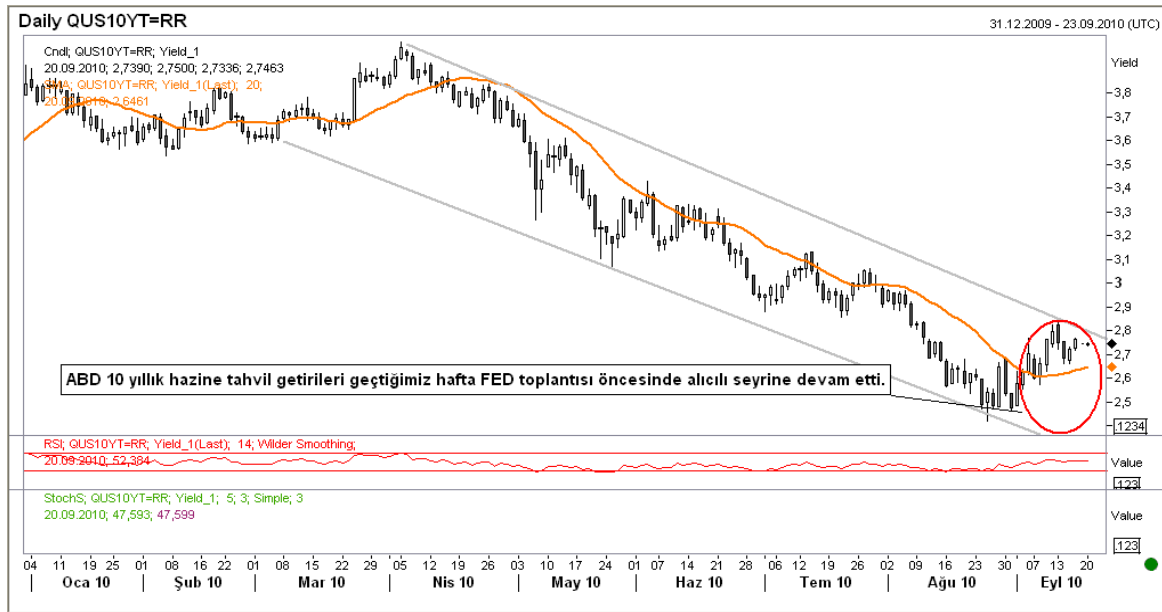 Daily QUS10YT=RR
31.12.2009 - 23.09.2010 (UTC)
Cndl; QUS10YT=RR; Yield_1
20.09.2010; 2,7390; 2,7500; 2,7336; 2,7463
SMA; QUS10YT=RR; Yield_1(Last); 20;
20.09.2010; 2,6461
Yield
3,8
3,7
3,6
3,5
3,4
3,3
3,2
3,1
3
2,9
2,8
2,7
2,6
2,5
.1234
ABD 10 yıllık hazine tahvil getirileri geçtiğimiz hafta FED toplantısı öncesinde alıcılı seyrine devam etti.
RSI; QUS10YT=RR; Yield_1(Last); 14; Wilder Smoothing;
20.09.2010; 52,384
Value
.123
StochS; QUS10YT=RR; Yield_1; 5; 3; Simple; 3
20.09.2010; 47,593; 47,599
Value
.123
04 11 19 25 01 08 16 22 01 08 15 22 05 12 19 26 03 10 17 24 01 07 14 21 28 06 12 19 26 02 09 16 23 30 07 13 20
Oca 10 Şub 10 Mar 10 Nis 10 May 10 Haz 10 Tem 10 Ağu 10 Eyl 10